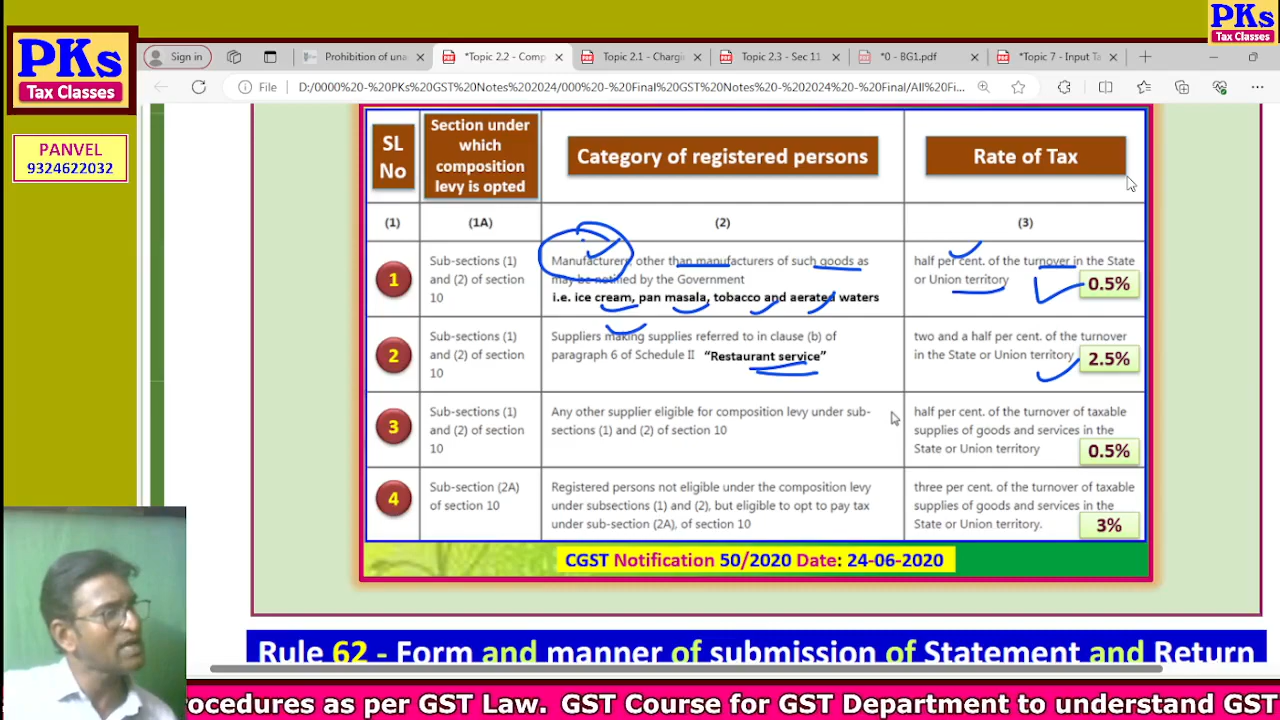 PKs
Tax Classes
PKs
Tax Classes
PANVEL
9324622032
Sign in
Prohibition of una
*Topic 2.2 - Comp
Topic 2.1 - Chargin
Topic 2.3 - Sec 11
*0 - BG1.pdf
*Topic 7 - Input Ta
File
D:/0000%20-%20PKs%20GST%20Notes%202024/000%20-%20Final%20GST%20Notes%20%202024%20-%20Final/All%20Fi...
SL No
Section under which composition levy is opted
Category of registered persons
Rate of Tax
(1)
(1A)
(2)
(3)
1
Sub-sections (1)
and (2) of section
10
Manufacturers other than manufacturers of such goods as
may be notified by the Government
i.e. ice cream, pan masala, tobacco and aerated waters
half per cent. of the turnover in the State
or Union territory
0.5%
2
Sub-sections (1)
and (2) of section
10
Suppliers making supplies referred to in clause (b) of
paragraph 6 of Schedule II "Restaurant service"
two and a half per cent. of the turnover
in the State or Union territory
2.5%
3
Sub-sections (1)
and (2) of section
10
Any other supplier eligible for composition levy under sub-
sections (1) and (2) of section 10
half per cent. of the turnover of taxable
supplies of goods and services in the
State or Union territory
0.5%
4
Sub-section (2A)
of section 10
Registered persons not eligible under the composition levy
under subsections (1) and (2), but eligible to opt to pay tax
under sub-section (2A), of section 10
three per cent. of the turnover of taxable
supplies of goods and services in the
State or Union territory.
3%
CGST Notification 50/2020 Date: 24-06-2020
Rule 62 - Form and manner of submission of Statement and Return
rocedures as per GST Law. GST Course for GST Department to understand GST